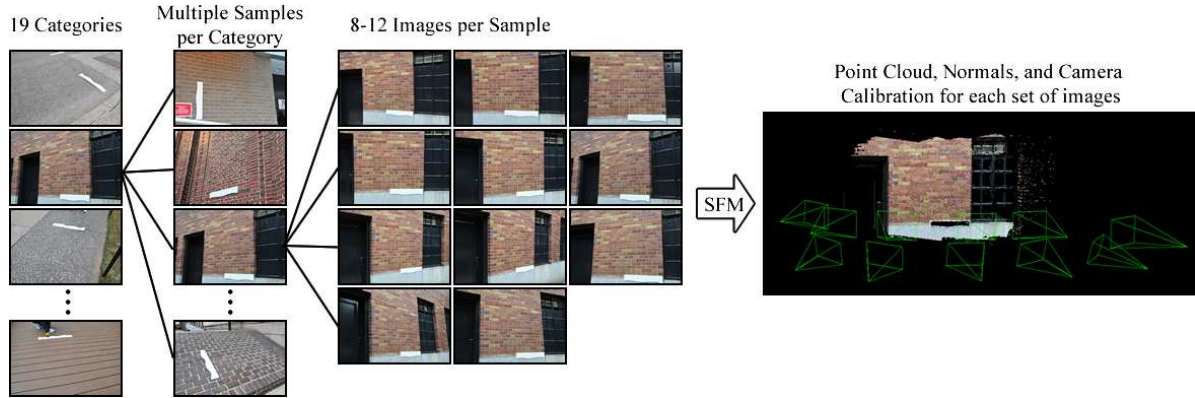 19 Categories
Multiple Samples
per Category
8-12 Images per Sample
SFM
Point Cloud, Normals, and Camera
Calibration for each set of images